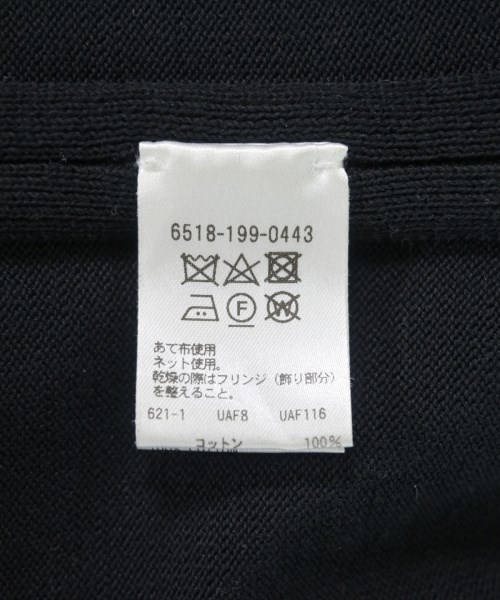 6518-199-0443
F W
あて布使用
ネット使用。
乾燥の際はフリンジ（飾り部分）
を整えること。
621-1 UAF8 UAF116
コットン 100%